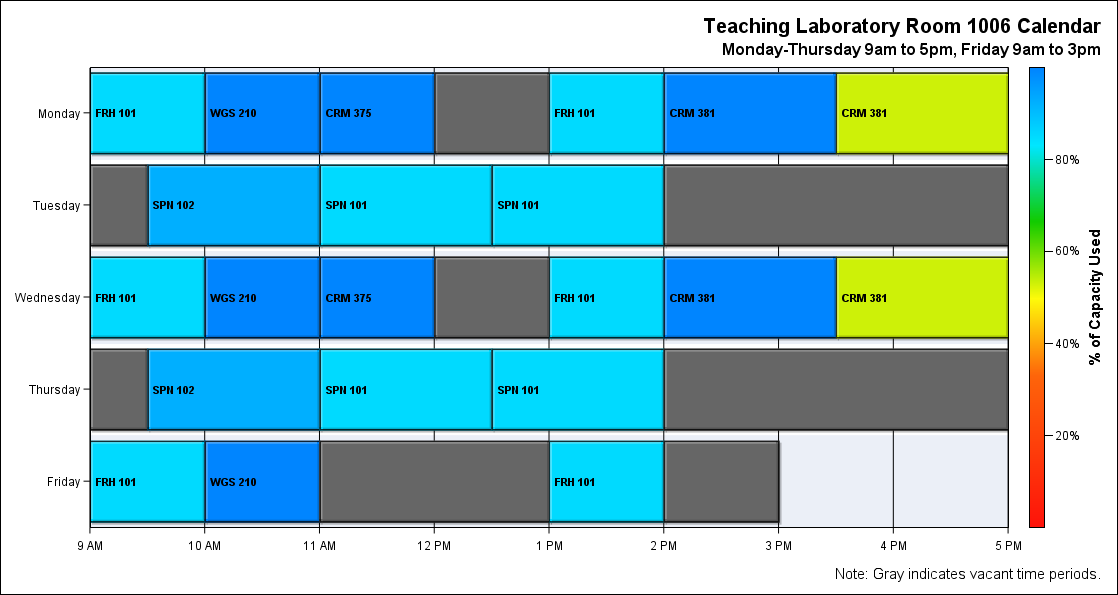 Teaching Laboratory Room 1006 Calendar
Monday-Thursday 9am to 5pm, Friday 9am to 3pm
Monday
FRH 101
WGS 210
CRM 375
FRH 101
CRM 381
CRM 381
Tuesday
SPN 102
SPN 101
SPN 101
Wednesday
FRH 101
WGS 210
CRM 375
FRH 101
CRM 381
CRM 381
Thursday
SPN 102
SPN 101
SPN 101
Friday
FRH 101
WGS 210
FRH 101
9 AM
10 AM
11 AM
12 PM
1 PM
2 PM
3 PM
4 PM
5 PM
80%
60%
40%
20%
% of Capacity Used
Note: Gray indicates vacant time periods.